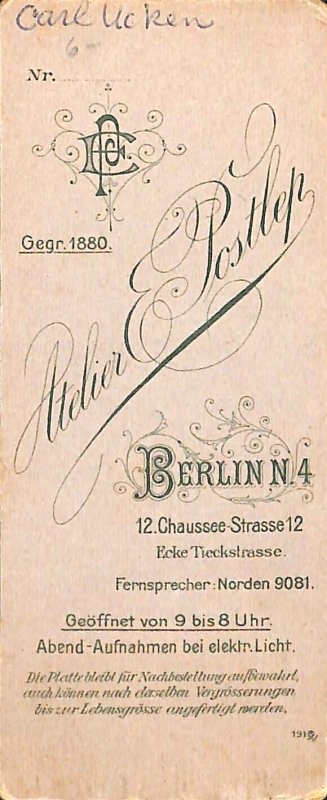 Carl Ucken
6-
Nr.
Gegr. 1880.
Atelier E Postlep
BERLIN N.4
12. Chaussee-Strasse 12
Ecke Tieckstrasse.
Fernsprecher: Norden 9081.
Geöffnet von 9 bis 8 Uhr.
Abend-Aufnahmen bei elektr. Licht.
Die Platte bleibt für Nachbestellung aufbewahrt,
auch können nach derselben Vergrösserungen
bis zur Lebensgrösse angefertigt werden.